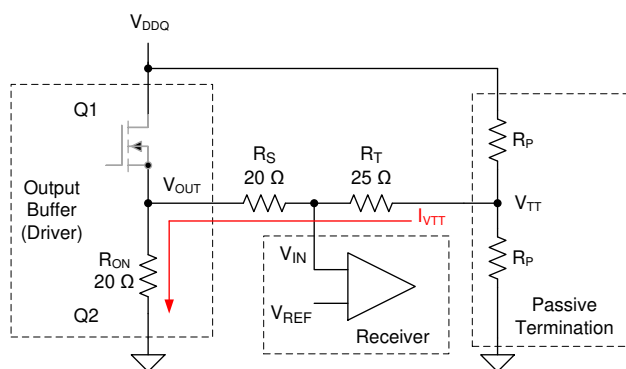 VDDQ
Q1
Output
Buffer
(Driver)
VOUT
RON
20 Ω
Q2
RS
20 Ω
RT
25 Ω
IVTT
VIN
VREF
Receiver
RP
VTT
RP
Passive
Termination